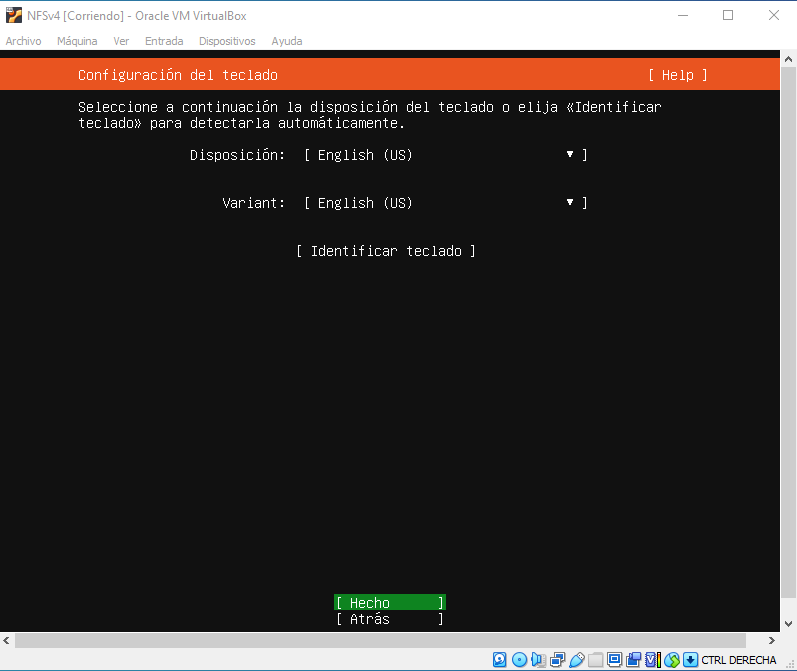 NFSv4 [Corriendo] - Oracle VM VirtualBox
Archivo Máquina Ver Entrada Dispositivos Ayuda
Configuración del teclado [ Help ]
Seleccione a continuación la disposición del teclado o elija «Identificar
teclado» para detectarla automáticamente.
Disposición: [ English (US) ▾ ]
Variant: [ English (US) ▾ ]
[ Identificar teclado ]
[ Hecho ]
[ Atrás ]
CTRL DERECHA